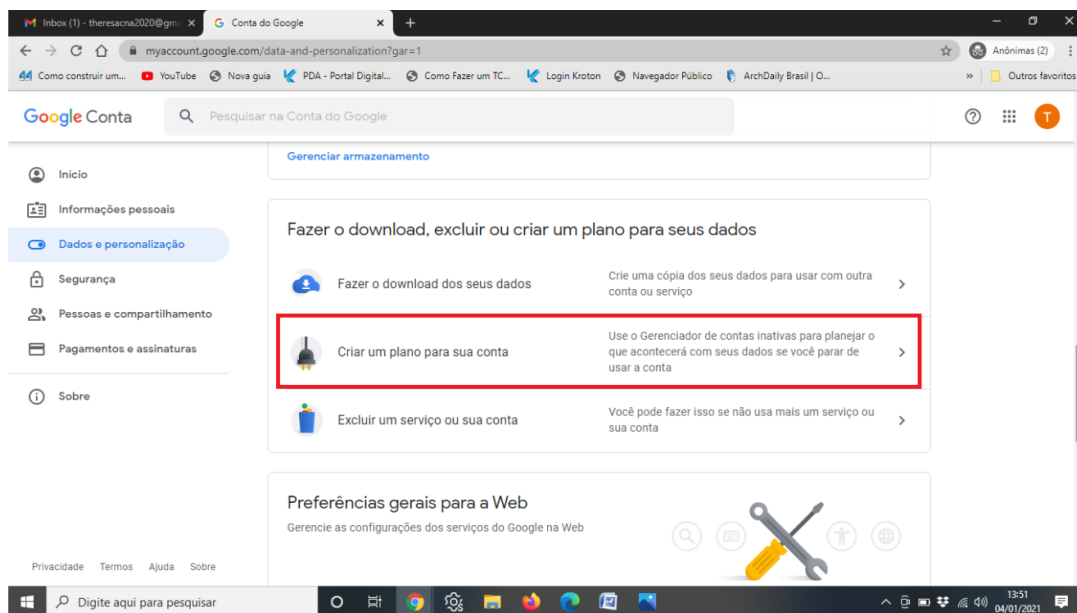 Inbox (1) - theresacna2020@gm
Conta do Google
myaccount.google.com/data-and-personalization?gar=1
Anônimas (2)
Como construir um...
YouTube
Nova guia
PDA - Portal Digital...
Como Fazer um TC...
Login Kroton
Navegador Público
ArchDaily Brasil | O...
»
Outros favoritos
Google Conta
Pesquisar na Conta do Google
T
Início
Informações pessoais
Dados e personalização
Segurança
Pessoas e compartilhamento
Pagamentos e assinaturas
Sobre
Gerenciar armazenamento
Fazer o download, excluir ou criar um plano para seus dados
Fazer o download dos seus dados
Crie uma cópia dos seus dados para usar com outra
conta ou serviço
Criar um plano para sua conta
Use o Gerenciador de contas inativas para planejar o
que acontecerá com seus dados se você parar de
usar a conta
Excluir um serviço ou sua conta
Você pode fazer isso se não usa mais um serviço ou
sua conta
Preferências gerais para a Web
Gerencie as configurações dos serviços do Google na Web
Privacidade Termos Ajuda Sobre
Digite aqui para pesquisar
13:51
04/01/2021